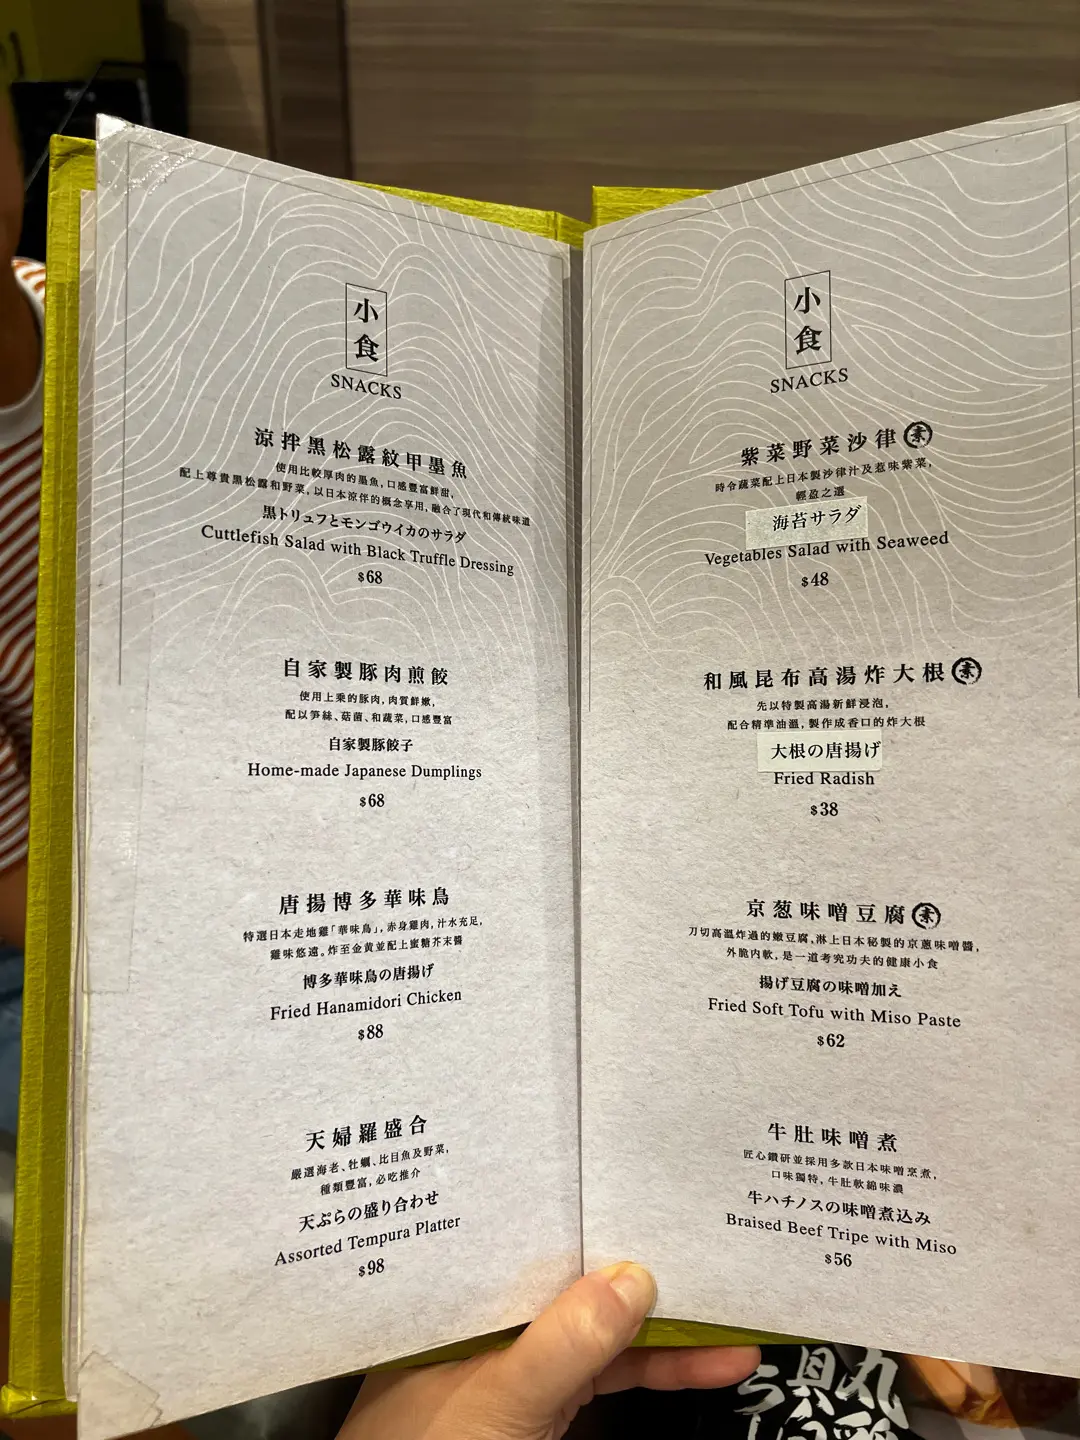 小
食
SNACKS
涼拌黑松露紋甲墨魚
使用比較厚肉的墨魚,口感豐富鮮甜,
配上尊貴黑松露和野菜,以日本涼伴的概念享用,融合了現代和傳統味道
黒トリュフとモンゴウイカのサラダ
Cuttlefish Salad with Black Truffle Dressing
$68
自家製豚肉煎餃
使用上乘的豚肉,肉質鮮嫩,
配以笋絲、菇菌、和蔬菜,口感豐富
自家製豚餃子
Home-made Japanese Dumplings
$68
唐揚博多華味鳥
特選日本走地雞「華味鳥」,赤身雞肉,汁水充足,
雞味悠遠。炸至金黄並配上蜜糖芥末醬
博多華味鳥の唐揚げ
Fried Hanamidori Chicken
$88
天婦羅盛合
嚴選海老、牡蠣、比目魚及野菜,
種類豐富,必吃推介
天ぷらの盛り合わせ
Assorted Tempura Platter
$98
小
食
SNACKS
紫菜野菜沙律 素
時令蔬菜配上日本製沙律汁及惹味紫菜,
輕盈之選
海苔サラダ
Vegetables Salad with Seaweed
$48
和風昆布高湯炸大根 素
先以特製高湯新鮮浸泡,
配合精準油溫,製作成香口的炸大根
大根の唐揚げ
Fried Radish
$38
京葱味噌豆腐 素
刀切高溫炸過的嫩豆腐,淋上日本秘製的京蔥味噌醬,
外脆内軟,是一道考究功夫的健康小食
揚げ豆腐の味噌加え
Fried Soft Tofu with Miso Paste
$62
牛肚味噌煮
匠心鑽研並採用多款日本味噌烹煮,
口味獨特,牛肚軟綿味濃
牛ハチノスの味噌煮込み
Braised Beef Tripe with Miso
$56